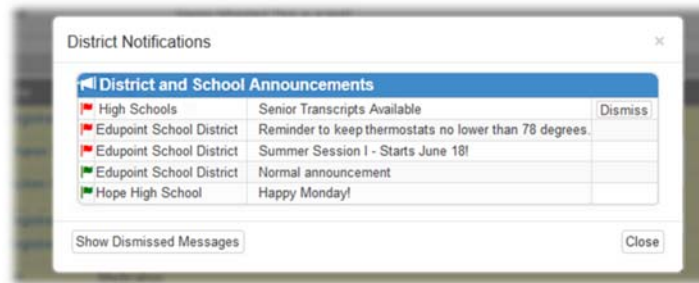 District Notifications ×
District and School Announcements
High Schools Senior Transcripts Available Dismiss
Edupoint School District Reminder to keep thermostats no lower than 78 degrees.
Edupoint School District Summer Session I - Starts June 18!
Edupoint School District Normal announcement
Hope High School Happy Monday!
Show Dismissed Messages Close